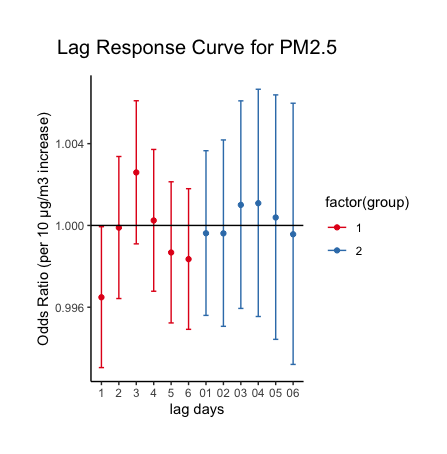 Lag Response Curve for PM2.5
Odds Ratio (per 10 µg/m3 increase)
1.004
1.000
0.996
1 2 3 4 5 6 01 02 03 04 05 06
lag days
factor(group)
1
2